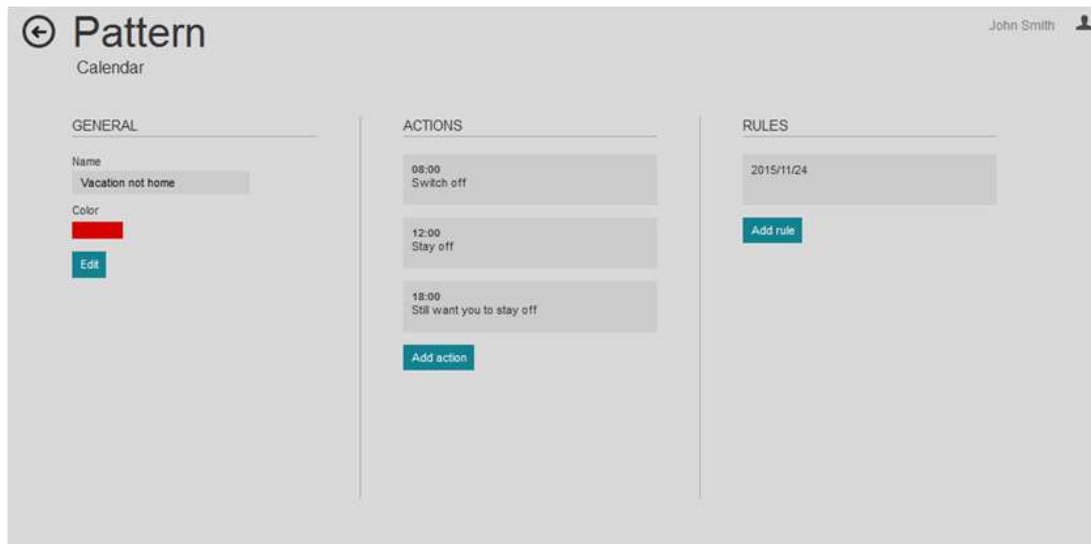 Pattern
John Smith
Calendar
GENERAL
Name
Vacation not home
Color
Edit
ACTIONS
08:00
Switch off
12:00
Stay off
18:00
Still want you to stay off
Add action
RULES
2015/11/24
Add rule